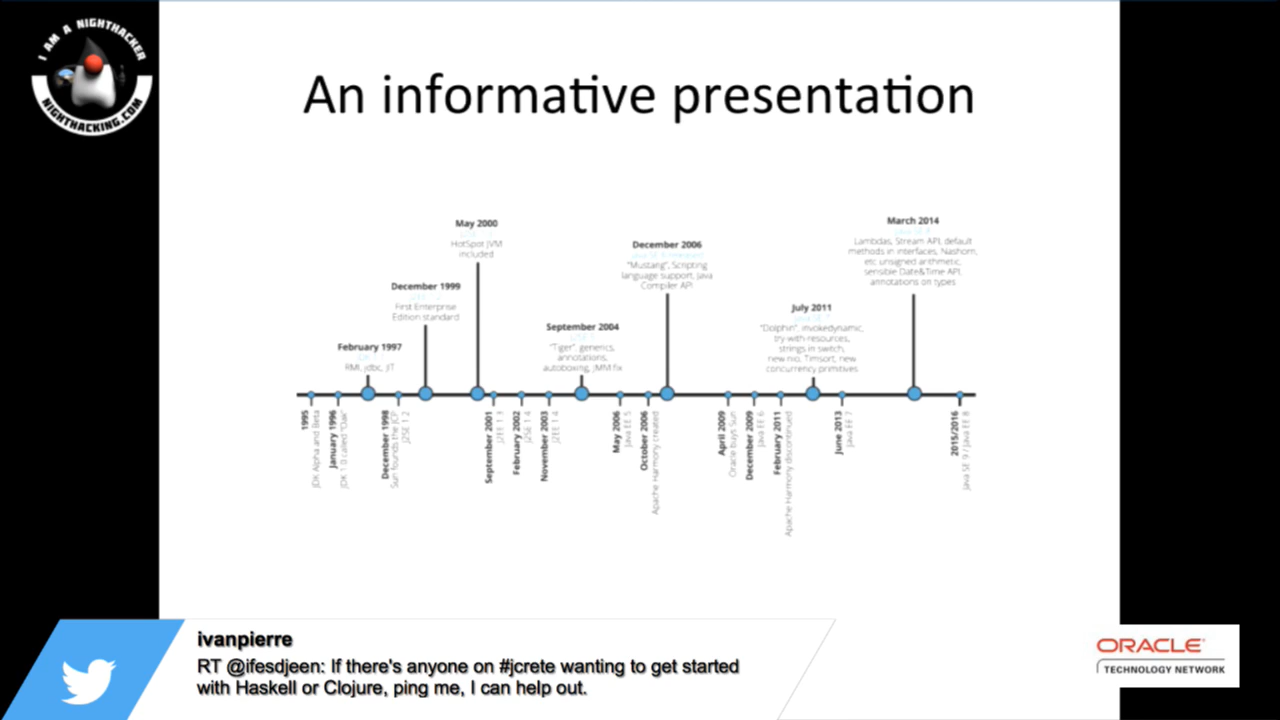 I AM A NIGHTHACKER
NIGHTHACKING.COM
An informative presentation
May 2000
HotSpot JVM
included
March 2014
Java SE 8
Lambdas, Stream API, default
methods in interfaces, Nashorn,
etc unsigned arithmetic,
sensible Date&Time API,
annotations on types
December 2006
"Mustang", Scripting
language support, Java
Compiler API
December 1999
First Enterprise
Edition standard
July 2011
"Dolphin", invokedynamic,
try-with-resources,
strings in switch,
new nio, Timsort, new
concurrency primitives
September 2004
"Tiger", generics,
annotations,
autoboxing, JMM fix
February 1997
RMI, jdbc, JIT
1995
JDK Alpha and Beta
January 1996
JDK 1.0 called "Oak"
December 1998
Sun founds the JCP
J2SE 1.2
September 2001
J2EE 1.3
February 2002
J2SE 1.4
November 2003
J2EE 1.4
May 2006
Java EE 5
October 2006
Apache Harmony created
April 2009
Oracle buys Sun
December 2009
Java EE 6
February 2011
Apache Harmony discontinued
June 2013
Java EE 7
2015/2016
Java SE 9 / Java EE 8
ivanpierre
RT @ifesdjeen: If there's anyone on #jcrete wanting to get started
with Haskell or Clojure, ping me, I can help out.
ORACLE
TECHNOLOGY NETWORK